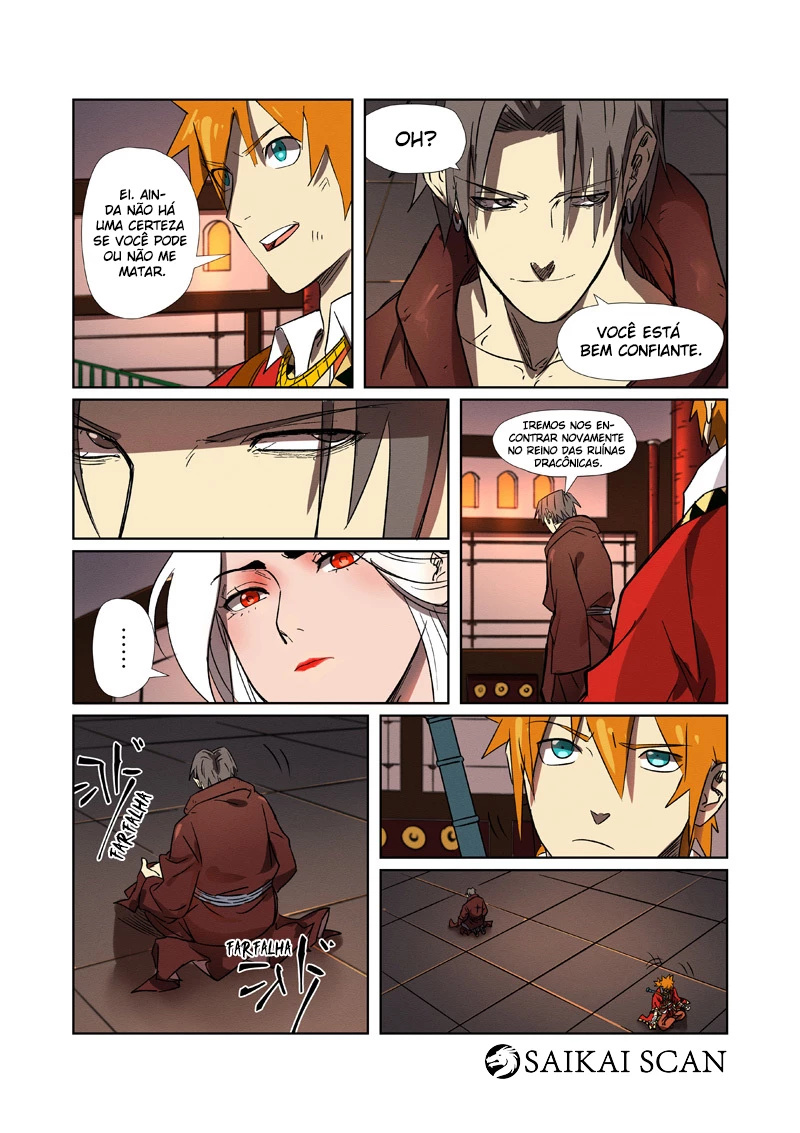 EI. AIN-
DA NÃO HÁ
UMA CERTEZA
SE VOCÊ PODE
OU NÃO ME
MATAR.
OH?
VOCÊ ESTÁ
BEM CONFIANTE.
IREMOS NOS EN-
CONTRAR NOVAMENTE
NO REINO DAS RUÍNAS
DRACÔNICAS.
......
FARFALHA
FARFALHA
SAIKAI SCAN